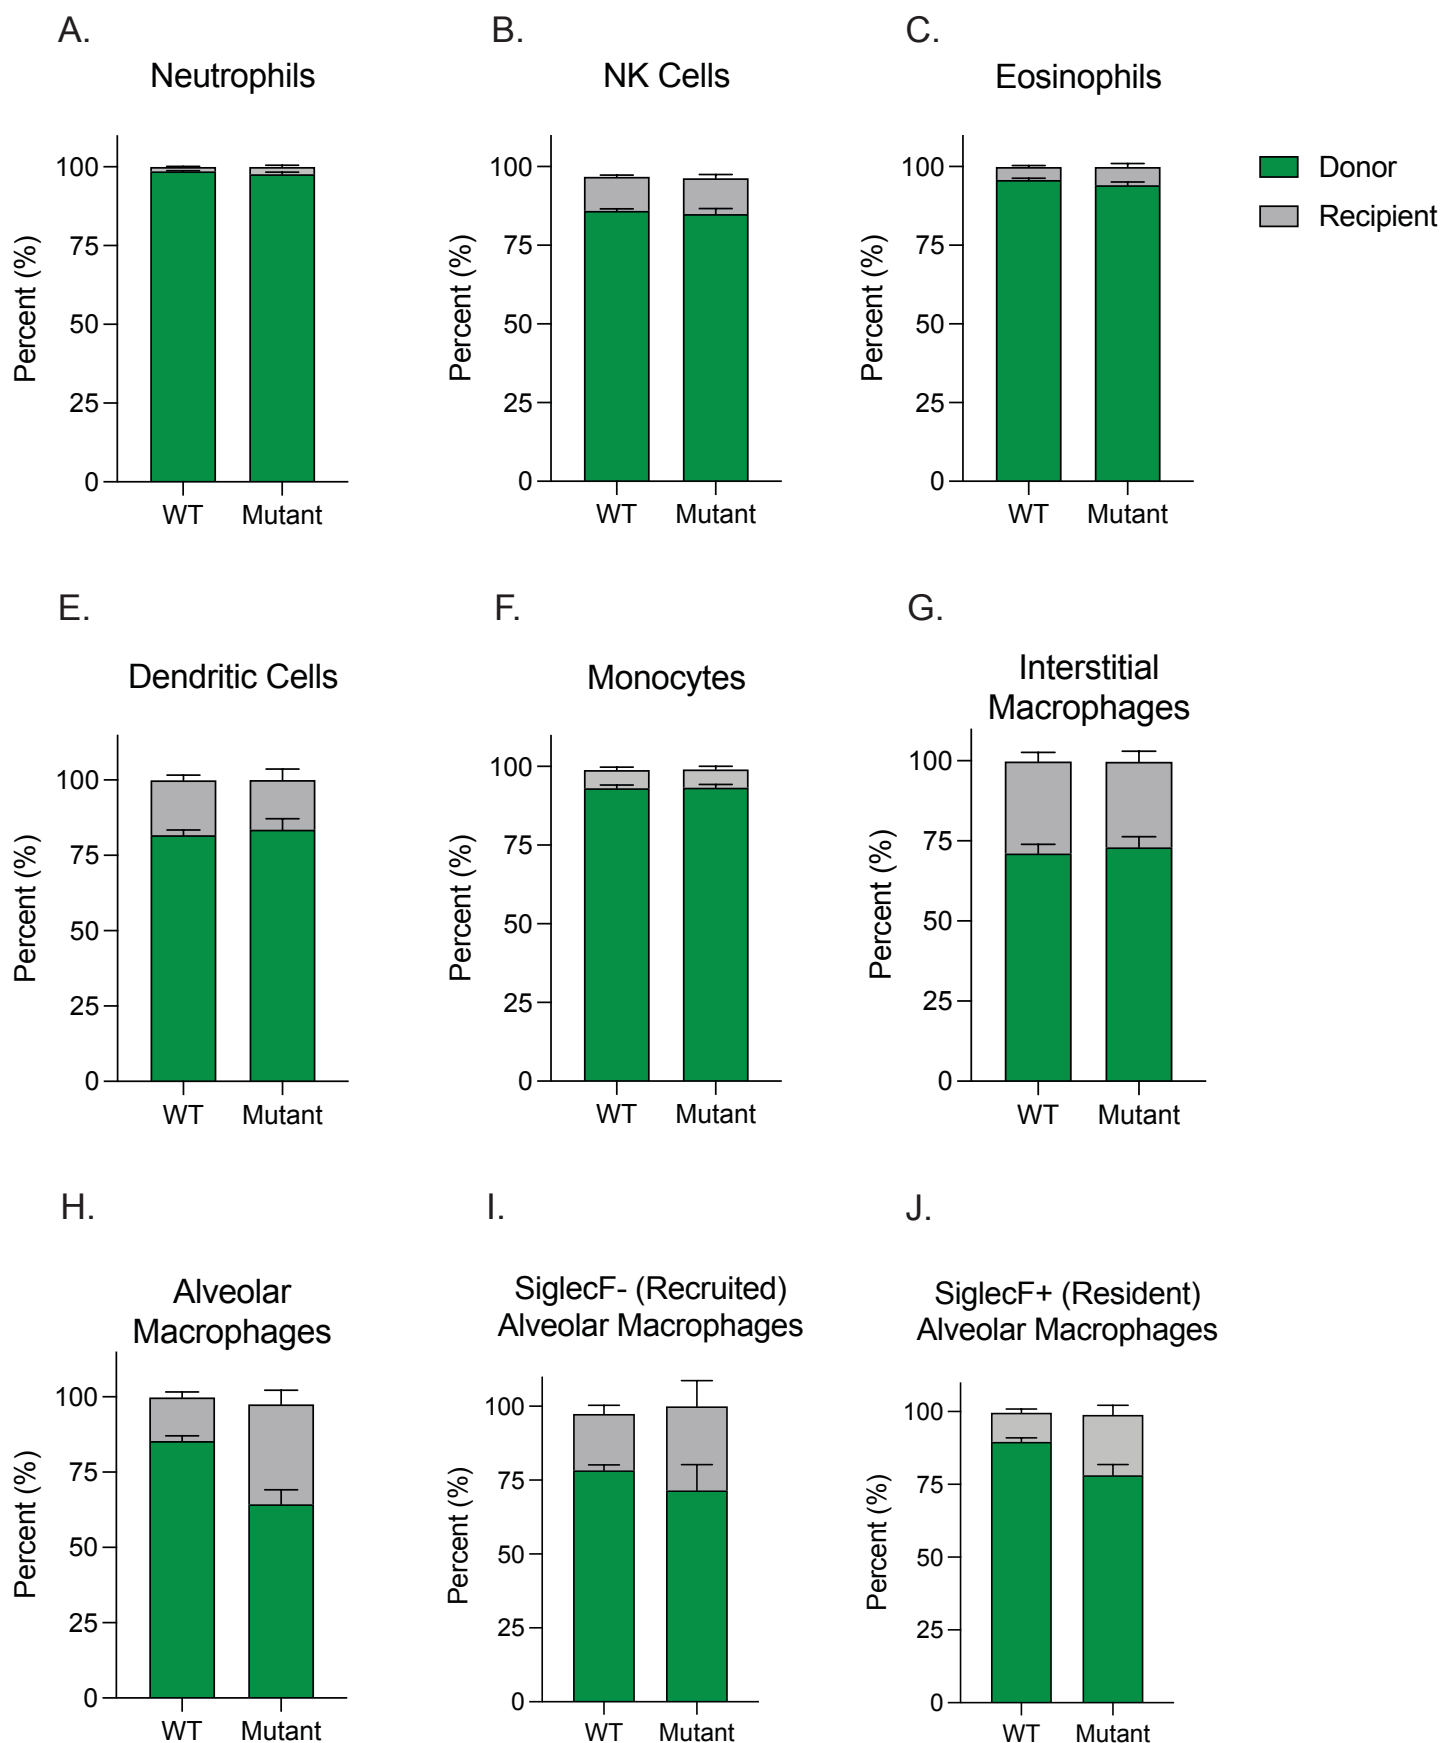 A.
Neutrophils
Percent (%)
100
75
50
25
0
WT
Mutant
B.
NK Cells
Percent (%)
100
75
50
25
0
WT
Mutant
C.
Eosinophils
Percent (%)
100
75
50
25
0
WT
Mutant
Donor
Recipient
E.
Dendritic Cells
Percent (%)
100
75
50
25
0
WT
Mutant
F.
Monocytes
Percent (%)
100
75
50
25
0
WT
Mutant
G.
Interstitial
Macrophages
Percent (%)
100
75
50
25
0
WT
Mutant
H.
Alveolar
Macrophages
Percent (%)
100
75
50
25
0
WT
Mutant
I.
SiglecF- (Recruited)
Alveolar Macrophages
Percent (%)
100
75
50
25
0
WT
Mutant
J.
SiglecF+ (Resident)
Alveolar Macrophages
Percent (%)
100
75
50
25
0
WT
Mutant